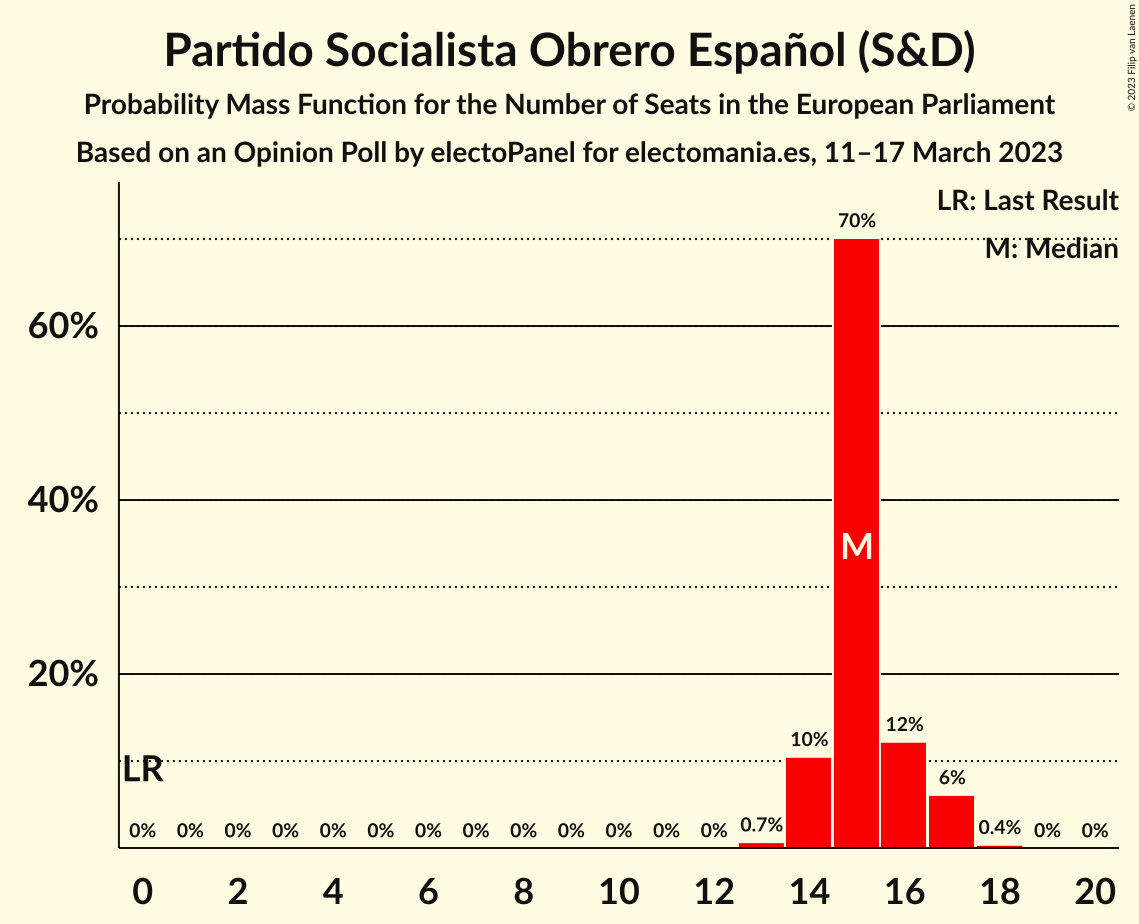 Partido Socialista Obrero Español (S&D)
Probability Mass Function for the Number of Seats in the European Parliament
Based on an Opinion Poll by electoPanel for electomania.es, 11–17 March 2023
© 2023 Filip van Laenen
LR: Last Result
M: Median
60%
40%
20%
70%
M
LR
0% 0% 0% 0% 0% 0% 0% 0% 0% 0% 0% 0% 0% 0.7% 10% 12% 6% 0.4% 0% 0%
0 2 4 6 8 10 12 14 16 18 20